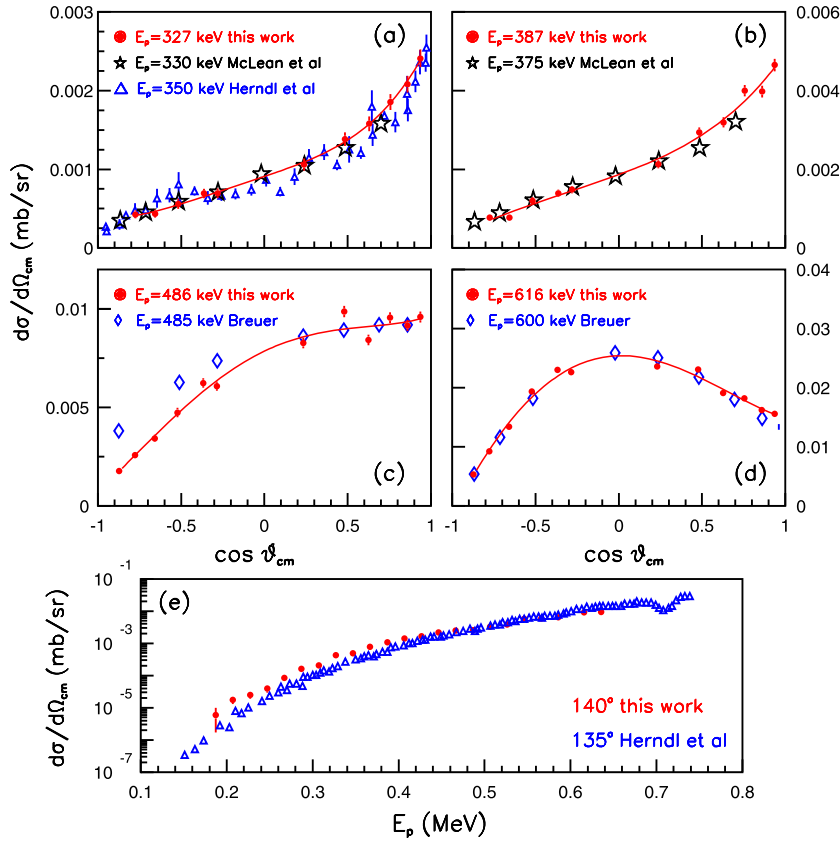 (a)
E_p=327 keV this work
E_p=330 keV McLean et al
E_p=350 keV Herndl et al
0.003
0.002
0.001
0
(b)
E_p=387 keV this work
E_p=375 keV McLean et al
0.006
0.004
0.002
0
dσ/dΩ_cm (mb/sr)
(c)
E_p=486 keV this work
E_p=485 keV Breuer
0.01
0.005
0
-1 -0.5 0 0.5 1
cos ϑ_cm
(d)
E_p=616 keV this work
E_p=600 keV Breuer
0.04
0.03
0.02
0.01
0
-1 -0.5 0 0.5 1
cos ϑ_cm
(e)
dσ/dΩ_cm (mb/sr)
10^-1
10^-3
10^-5
10^-7
140° this work
135° Herndl et al
0.1 0.2 0.3 0.4 0.5 0.6 0.7 0.8
E_p (MeV)